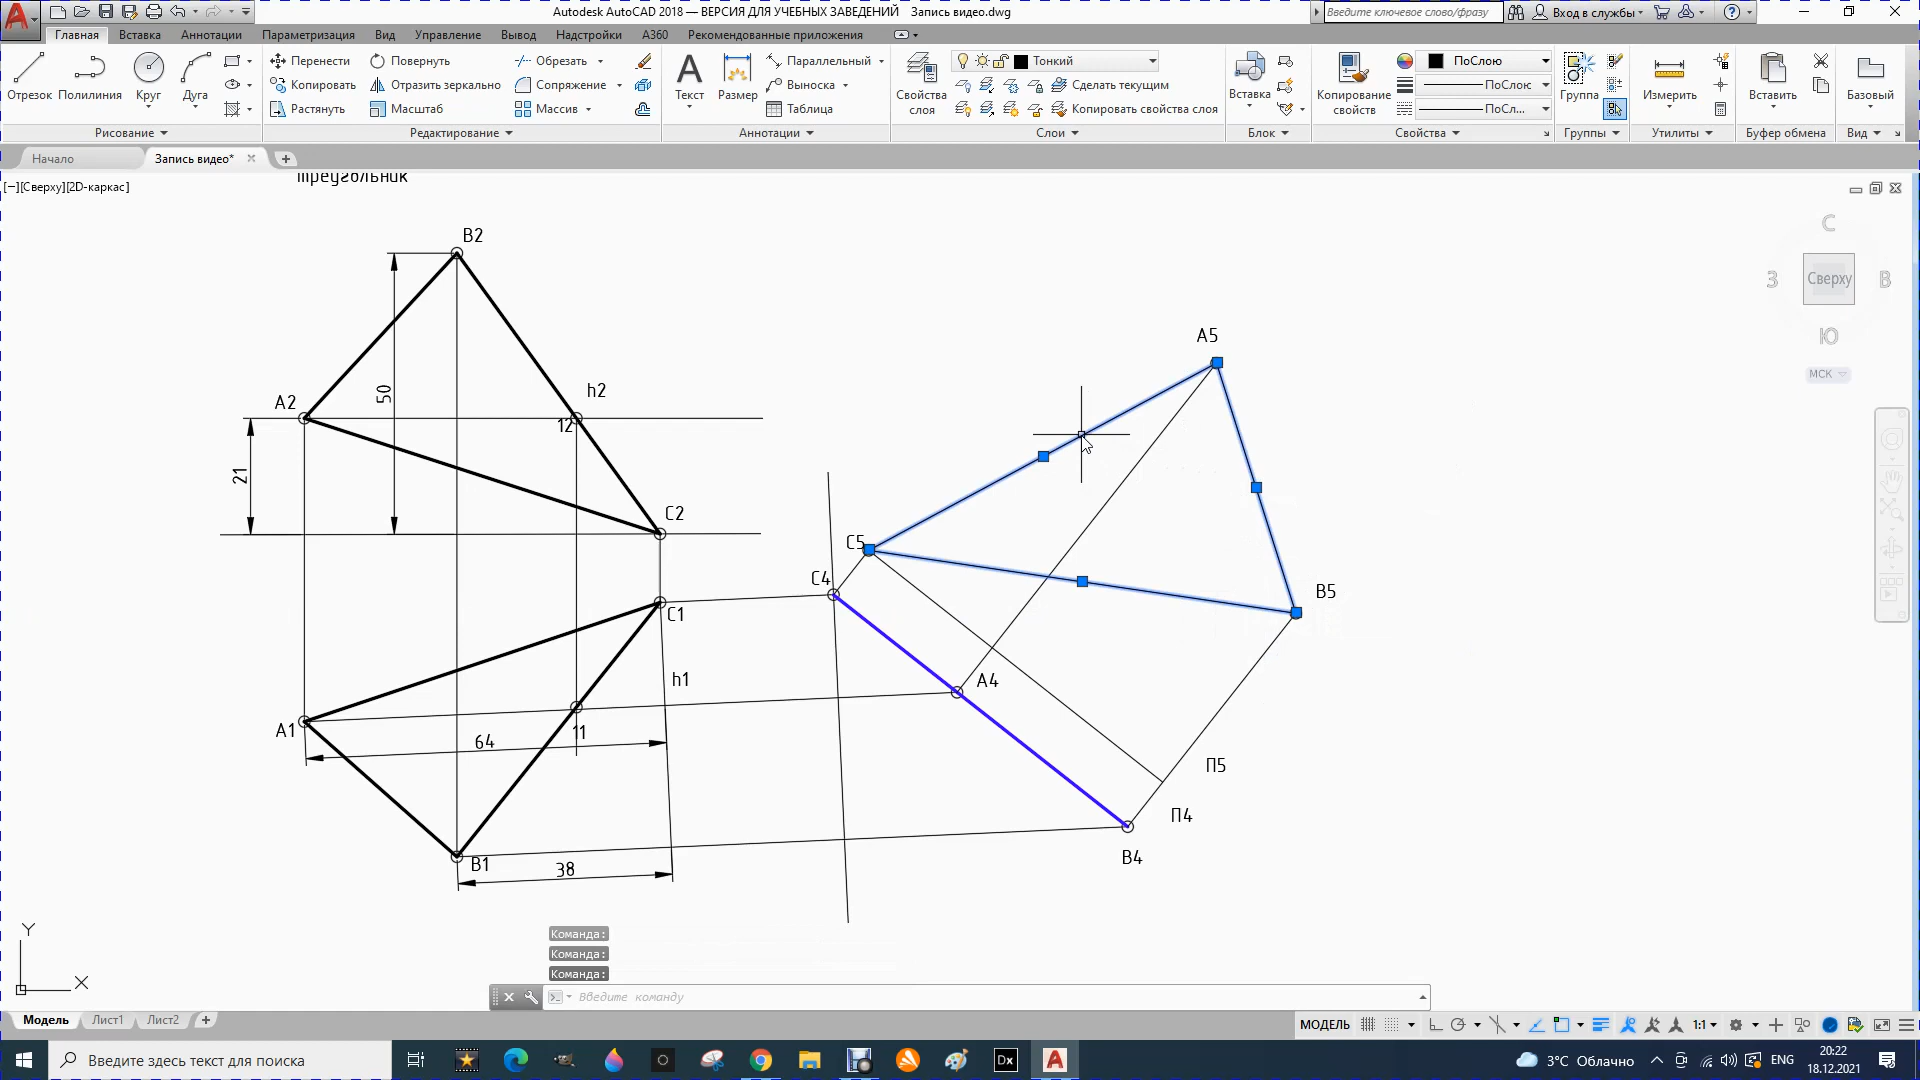 Autodesk AutoCAD 2018 — ВЕРСИЯ ДЛЯ УЧЕБНЫХ ЗАВЕДЕНИЙ Запись видео.dwg
Введите ключевое слово/фразу
Вход в службы
Главная Вставка Аннотации Параметризация Вид Управление Вывод Надстройки A360 Рекомендованные приложения
Отрезок Полилиния Круг Дуга
Перенести Повернуть Обрезать
Копировать Отразить зеркально Сопряжение
Растянуть Масштаб Массив
Текст Размер
Параллельный
Выноска
Таблица
Свойства слоя
Тонкий
Сделать текущим
Копировать свойства слоя
Вставка
Копирование свойств
ПоСлою
ПоСлою
ПоСл...
Группа
Измерить
Вставить
Базовый
Рисование Редактирование Аннотации Слои Блок Свойства Группы Утилиты Буфер обмена Вид
Начало Запись видео*
[−][Сверху][2D-каркас]
треугольник
С
З Сверху В
Ю
МСК
B2
A5
h2
A2
50
12
21
C2
C5
C4
B5
C1
h1
A4
A1
11
64
П5
П4
B4
B1
38
Y
X
Команда:
Команда:
Команда:
Введите команду
Модель Лист1 Лист2
МОДЕЛЬ 1:1
Введите здесь текст для поиска
Dx
A
3°C Облачно
ENG
20:22
18.12.2021